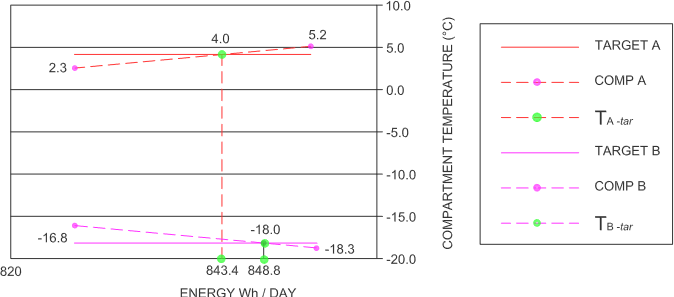 10.0
5.2
4.0
5.0
2.3
0.0
-5.0
-10.0
-15.0
-18.0
-16.8
-18.3
-20.0
820
843.4
848.8
ENERGY Wh / DAY
COMPARTMENT TEMPERATURE (°C)
TARGET A
COMP A
TA -tar
TARGET B
COMP B
TB -tar